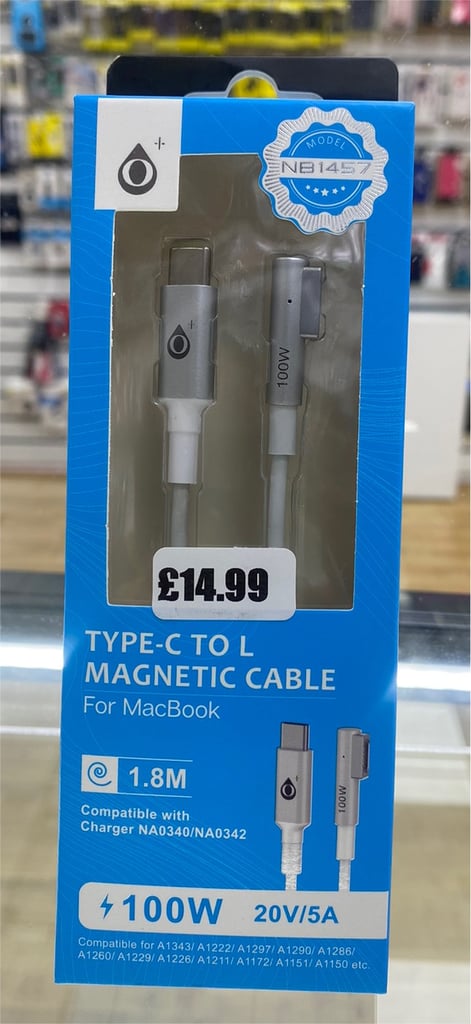 MODEL
NB1457
100W
£14.99
TYPE-C TO L
MAGNETIC CABLE
For MacBook
1.8M
Compatible with
Charger NA0340/NA0342
100W
100W 20V/5A
Compatible for A1343/ A1222/ A1297/ A1290/ A1286/
A1260/ A1229/ A1226/ A1211/ A1172/ A1151/ A1150 etc.